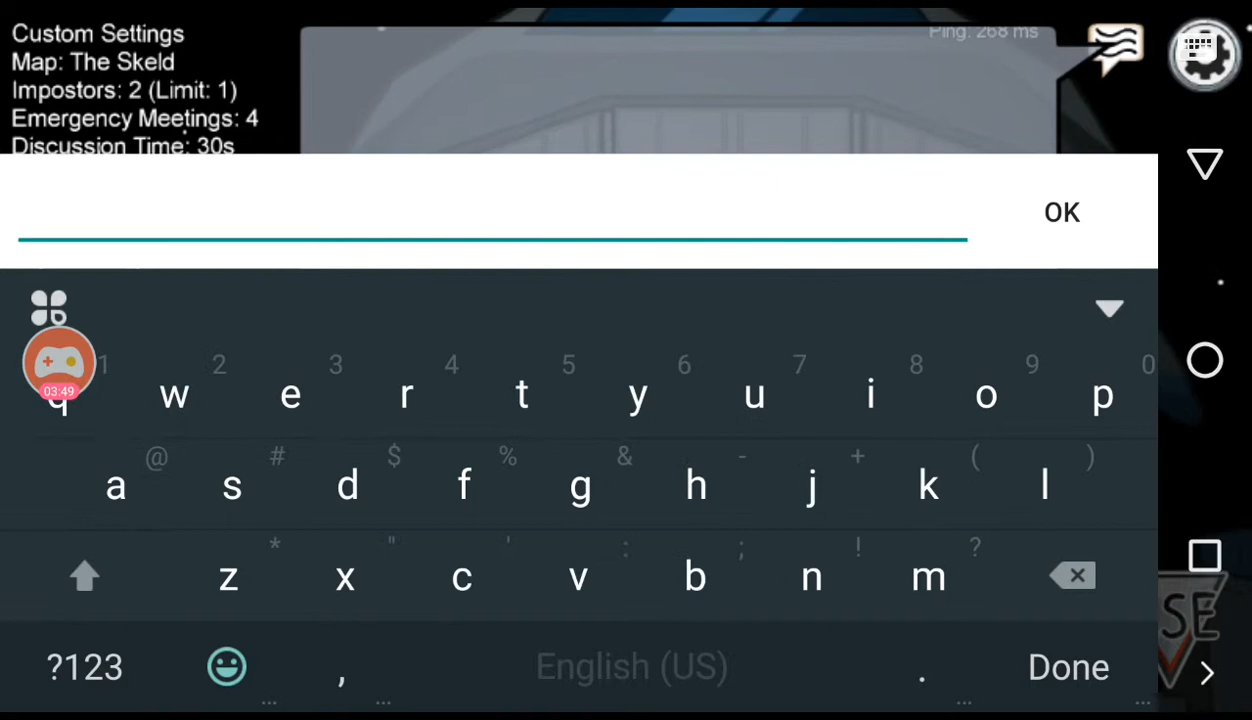 Custom Settings
Map: The Skeld
Impostors: 2 (Limit: 1)
Emergency Meetings: 4
Discussion Time: 30s
Ping: 268 ms
OK
03:49
1 2 3 4 5 6 7 8 9 0
q w e r t y u i o p
@ # $ % & - + ( )
a s d f g h j k l
* " ' : ; ! ?
z x c v b n m
SE
?123 , English (US) . Done